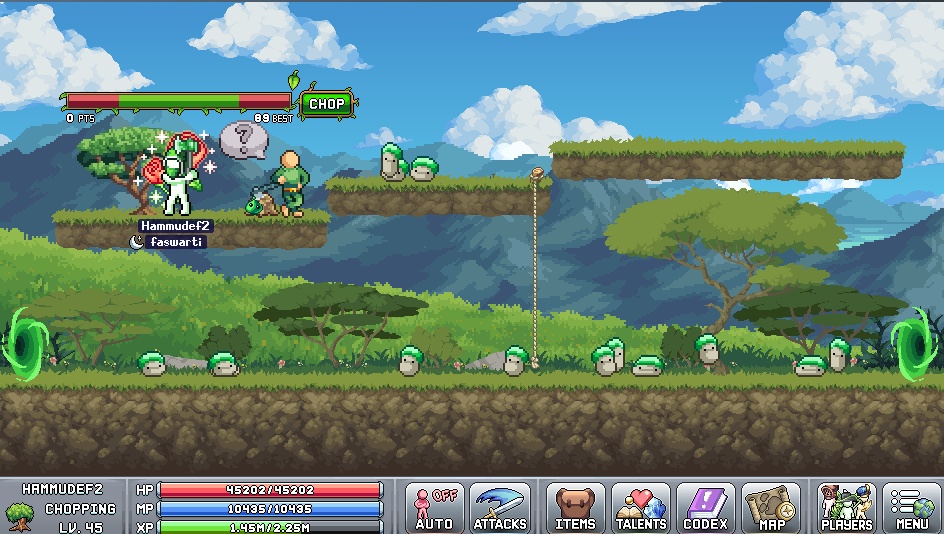 CHOP
0 PTS
89 BEST
?
Hammudef2
faswarti
HAMMUDEF2
CHOPPING
LV. 45
HP 45202/45202
MP 10435/10435
XP 1.45M/2.25M
OFF
AUTO
ATTACKS
ITEMS
TALENTS
CODEX
MAP
PLAYERS
MENU